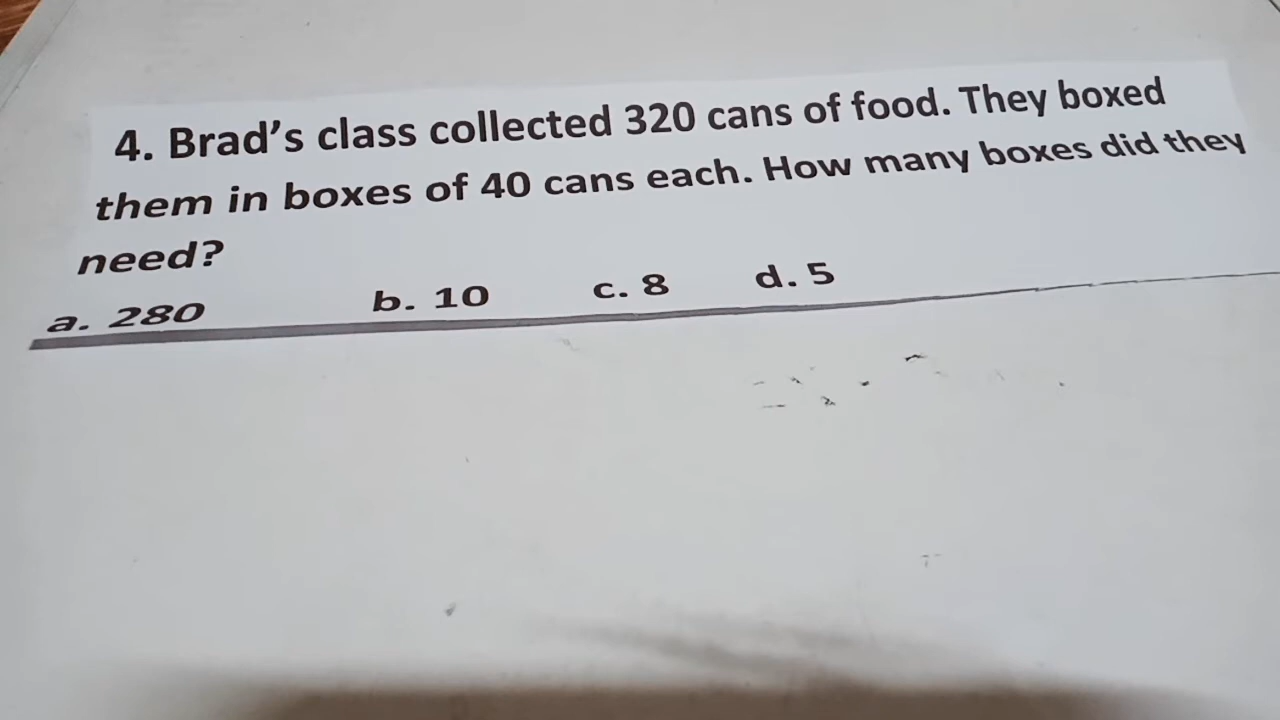 4. Brad's class collected 320 cans of food. They boxed
them in boxes of 40 cans each. How many boxes did they
need?
a. 280 b. 10 c. 8 d. 5